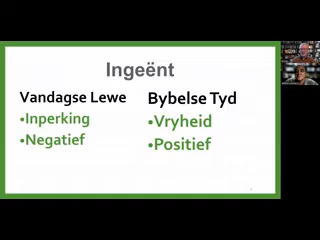 Ingeënt
Vandagse Lewe
•Inperking
•Negatief
Bybelse Tyd
•Vryheid
•Positief